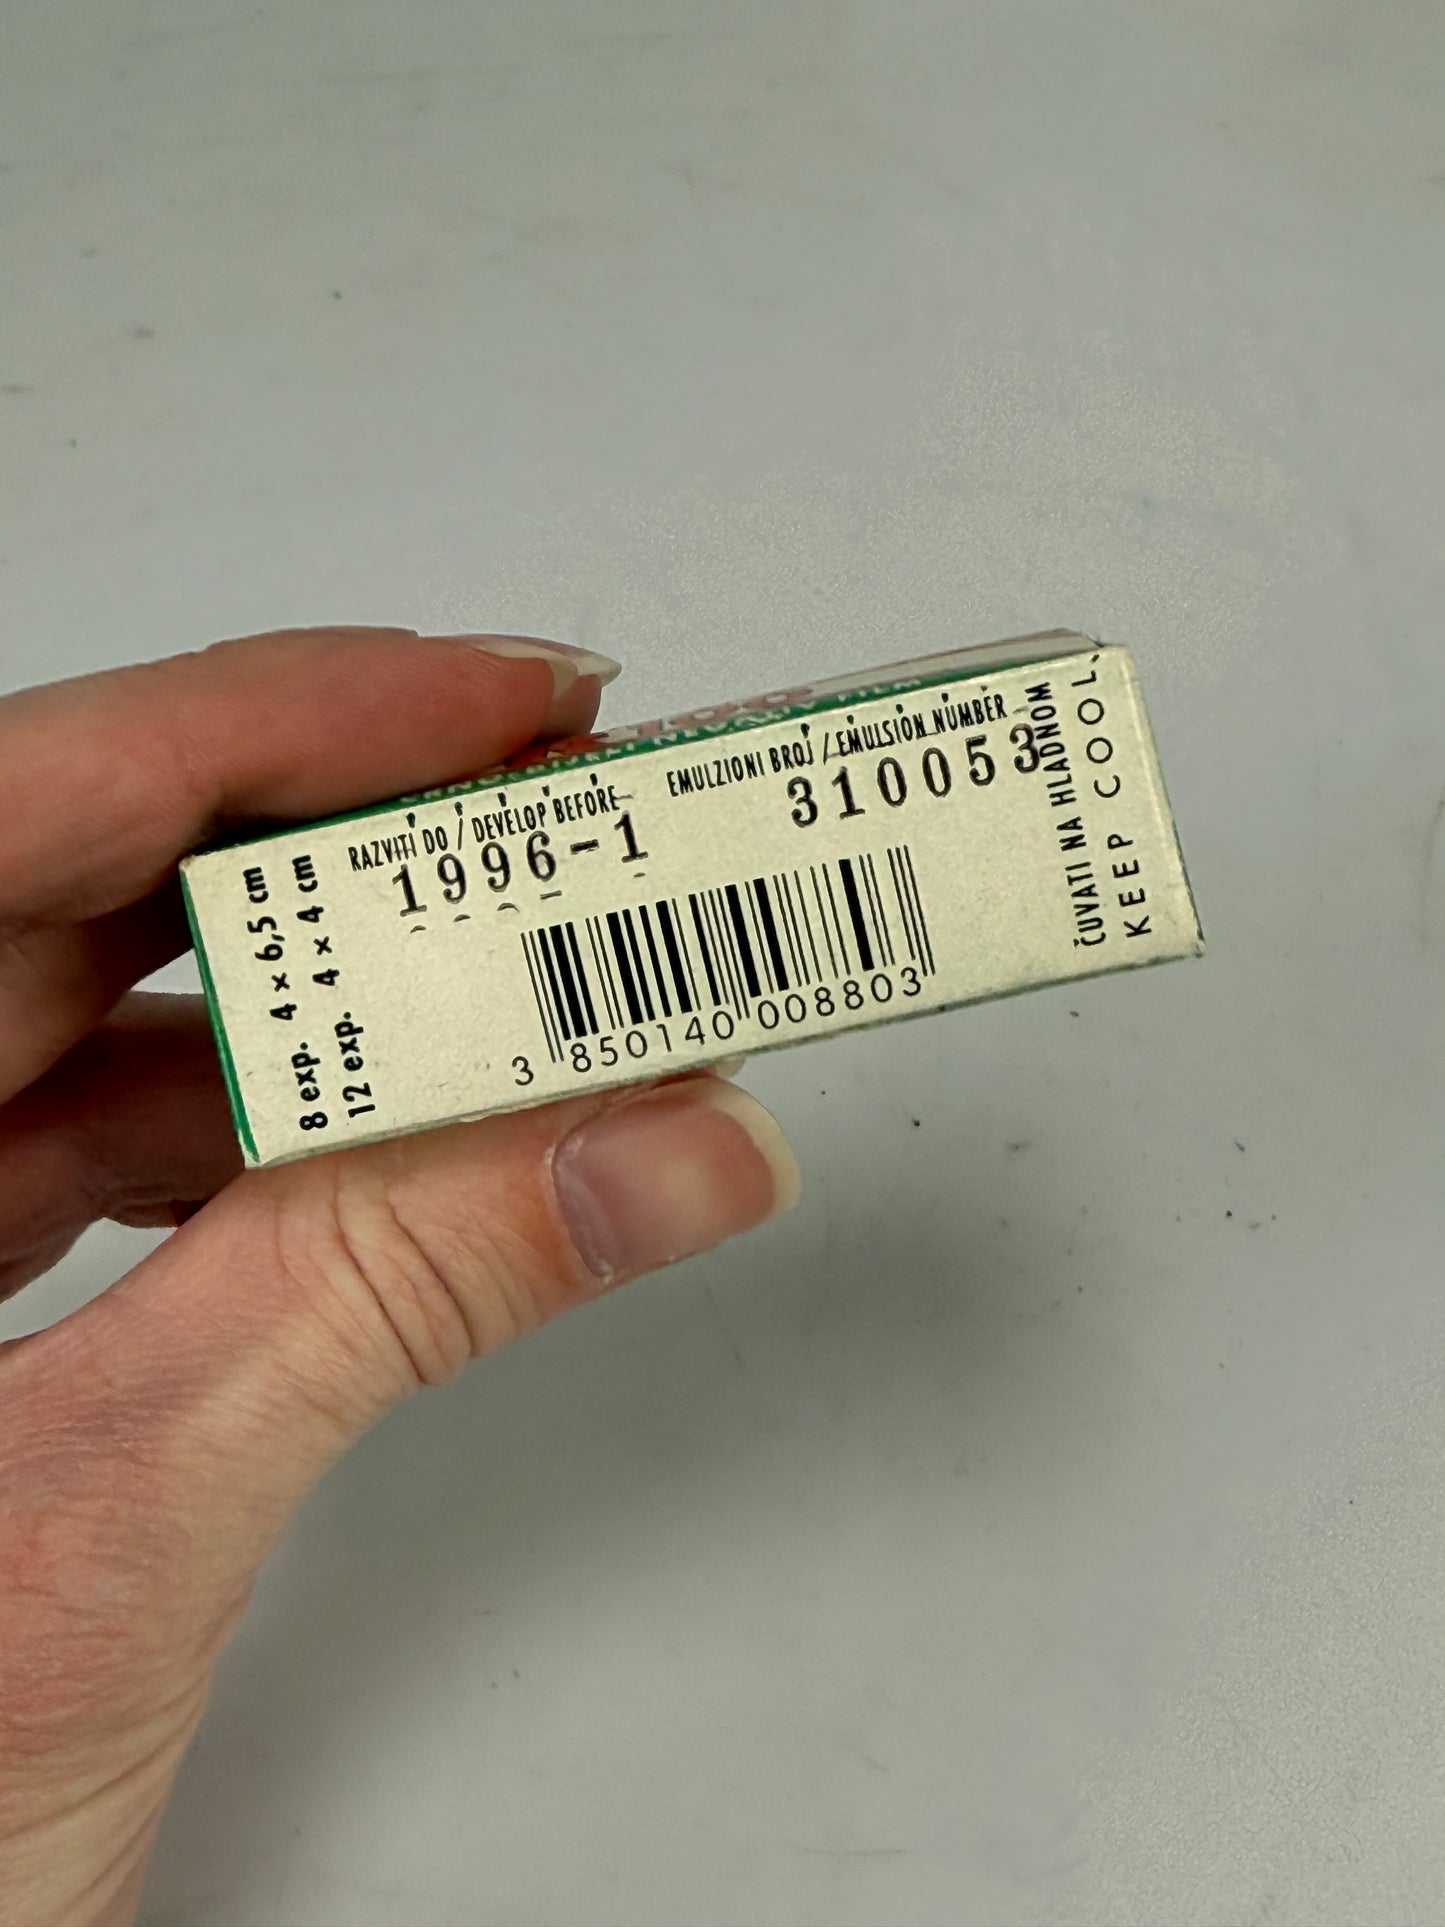 RAZVITI DO / DEVELOP BEFORE
1996-1
EMULZIONI BROJ / EMULSION NUMBER
310053
8 exp. 4 x 6,5 cm
12 exp. 4 x 4 cm
3 850140 008803
ČUVATI NA HLADNOM
KEEP COOL